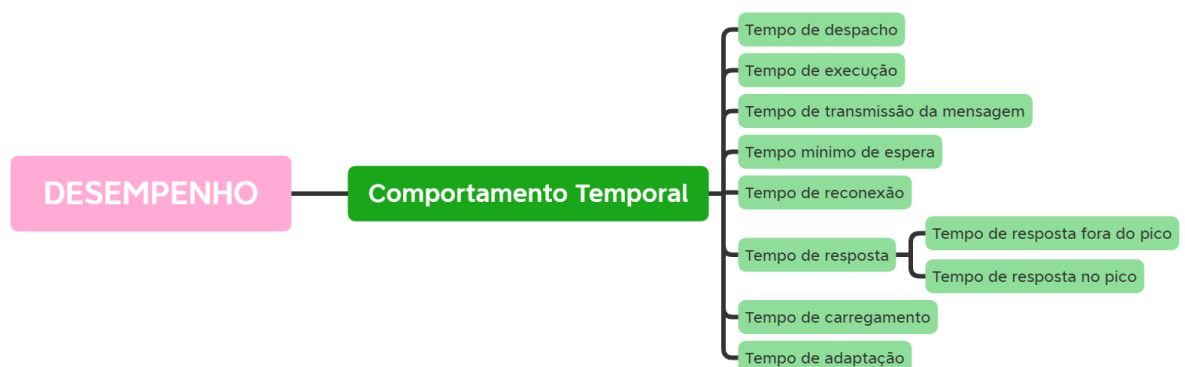 DESEMPENHO
Comportamento Temporal
Tempo de despacho
Tempo de execução
Tempo de transmissão da mensagem
Tempo mínimo de espera
Tempo de reconexão
Tempo de resposta
Tempo de resposta fora do pico
Tempo de resposta no pico
Tempo de carregamento
Tempo de adaptação